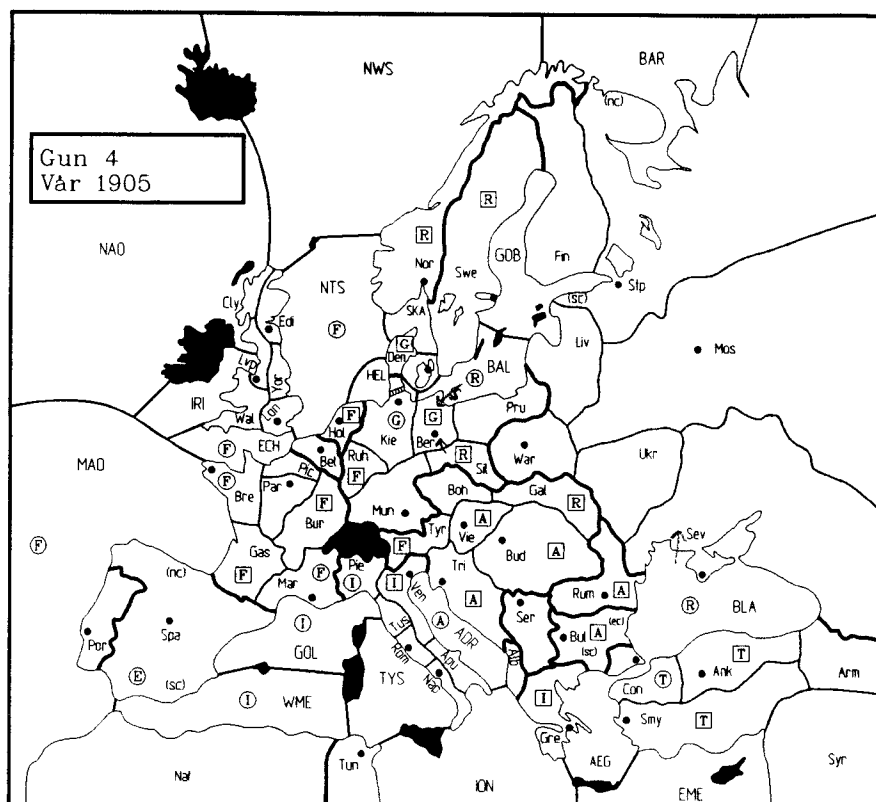 BAR
NWS
(nc)
Gun 4
Vår 1905
NAO
R
R
GOB
Fin
Nor
Swe
NTS
(sc)
Stp
Cly
SKA
Edi
F
G
Den
Liv
Mos
Lvp
Yor
HEL
BAL
R
IRI
Wal
Lon
Hol
F
G
Kie
G
Ber
Pru
MAO
F
ECH
Bel
Ruh
R
Sil
War
Ukr
F
Bre
Pic
Par
F
Boh
Gal
R
F
Bur
Mun
Tyr
Vie
A
Bud
A
Sev
F
Gas
F
F
Mar
Pie
I
F
I
Ven
Tri
A
Rum
A
R
BLA
(nc)
Por
Spa
I
GOL
Tus
A
ADR
Ser
Bul
A
(ec)
(sc)
Rom
Apu
Alb
Con
T
T
Ank
Arm
E
(sc)
I
WME
TYS
Nap
I
Gre
Smy
T
Naf
Tun
ION
AEG
EME
Syr